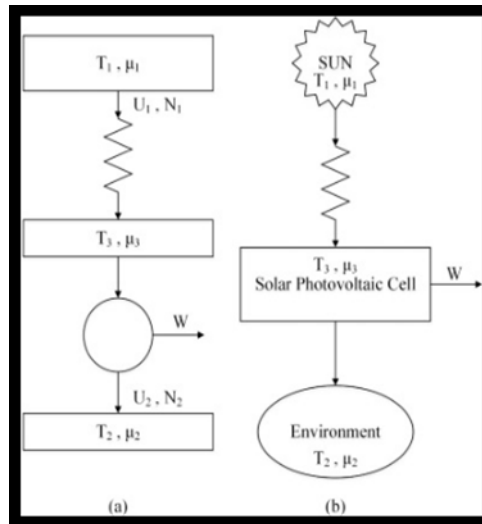 T₁ , μ₁
U₁ , N₁
T₃ , μ₃
W
U₂ , N₂
T₂ , μ₂
(a)
SUN
T₁ , μ₁
T₃ , μ₃
Solar Photovoltaic Cell
W
Environment
T₂ , μ₂
(b)